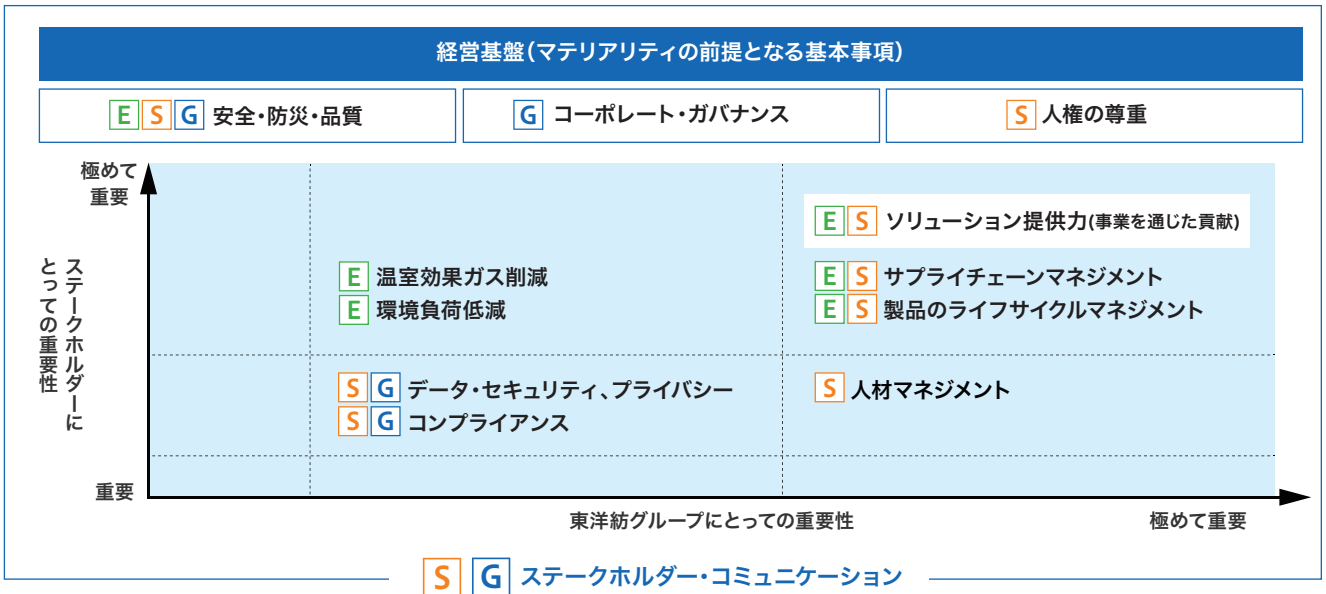 経営基盤(マテリアリティの前提となる基本事項)
E S G 安全・防災・品質
G コーポレート・ガバナンス
S 人権の尊重
極めて
重要
ステークホルダーに
とっての重要性
E S ソリューション提供力(事業を通じた貢献)
E 温室効果ガス削減
E 環境負荷低減
E S サプライチェーンマネジメント
E S 製品のライフサイクルマネジメント
S G データ・セキュリティ、プライバシー
S G コンプライアンス
S 人材マネジメント
重要
東洋紡グループにとっての重要性
極めて重要
S G ステークホルダー・コミュニケーション